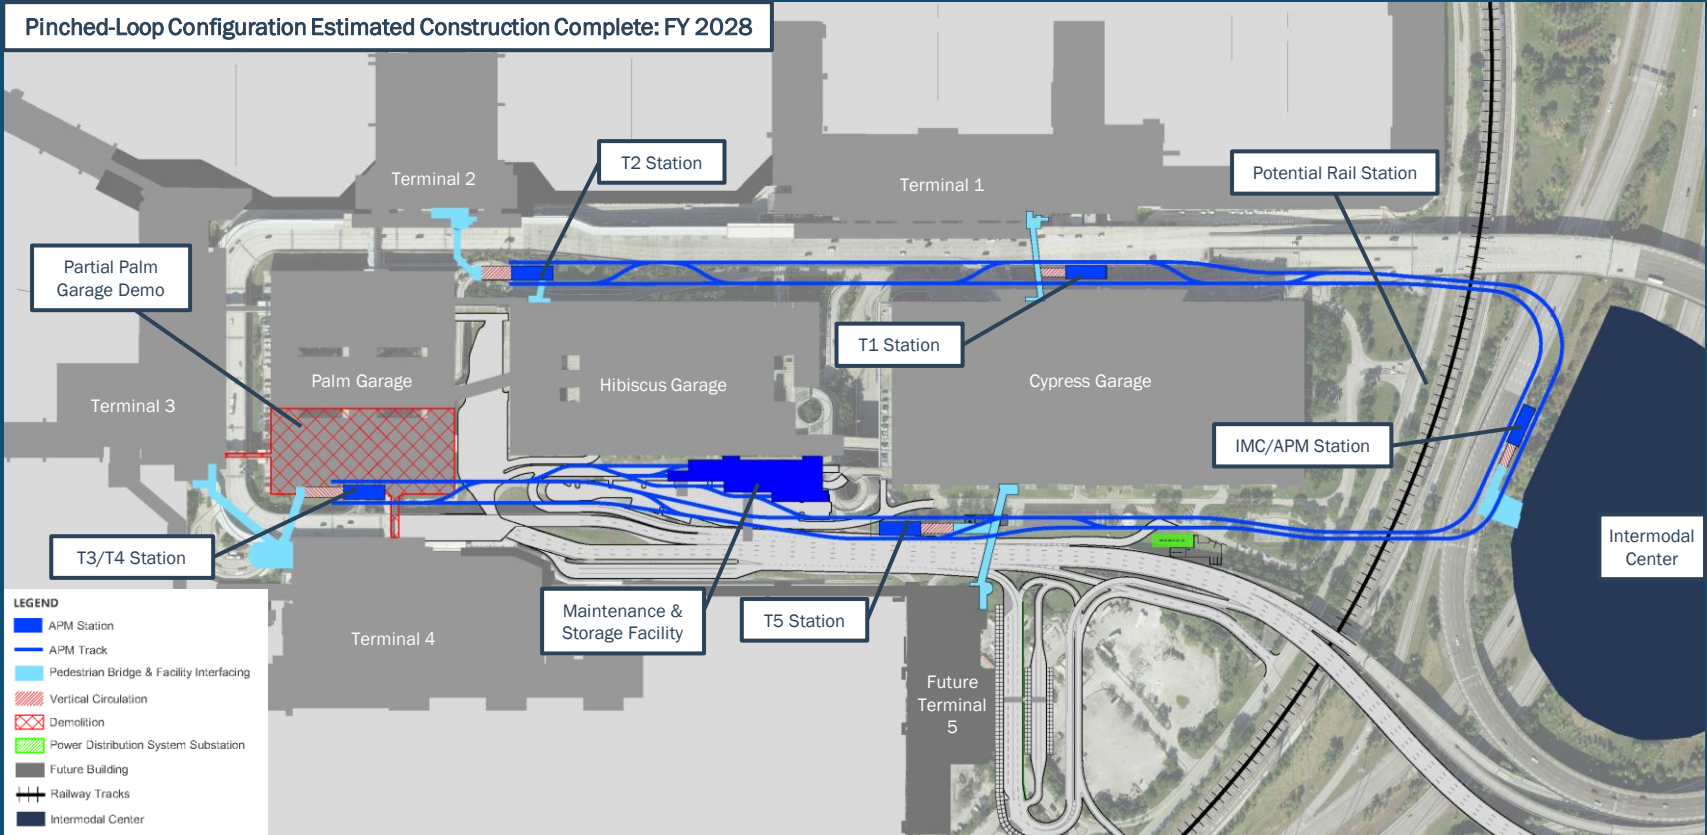 Pinched-Loop Configuration Estimated Construction Complete: FY 2028
T2 Station
Terminal 2
Terminal 1
Potential Rail Station
Partial Palm
Garage Demo
T1 Station
Palm Garage
Hibiscus Garage
Cypress Garage
Terminal 3
IMC/APM Station
T3/T4 Station
Intermodal
Center
Maintenance &
Storage Facility
T5 Station
Terminal 4
Future
Terminal
5
LEGEND
APM Station
APM Track
Pedestrian Bridge & Facility Interfacing
Vertical Circulation
Demolition
Power Distribution System Substation
Future Building
Railway Tracks
Intermodal Center